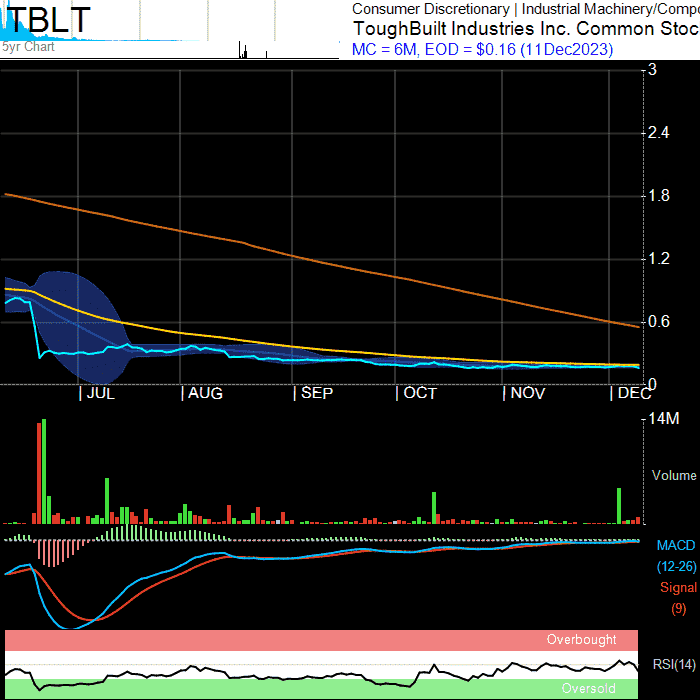 TBLT
5yr Chart
Consumer Discretionary | Industrial Machinery/Compo
ToughBuilt Industries Inc. Common Stoc
MC = 6M, EOD = $0.16 (11Dec2023)
3
2.4
1.8
1.2
0.6
0
| JUL | AUG | SEP | OCT | NOV | DEC
14M
Volume
MACD
(12-26)
Signal
(9)
Overbought
RSI(14)
Oversold